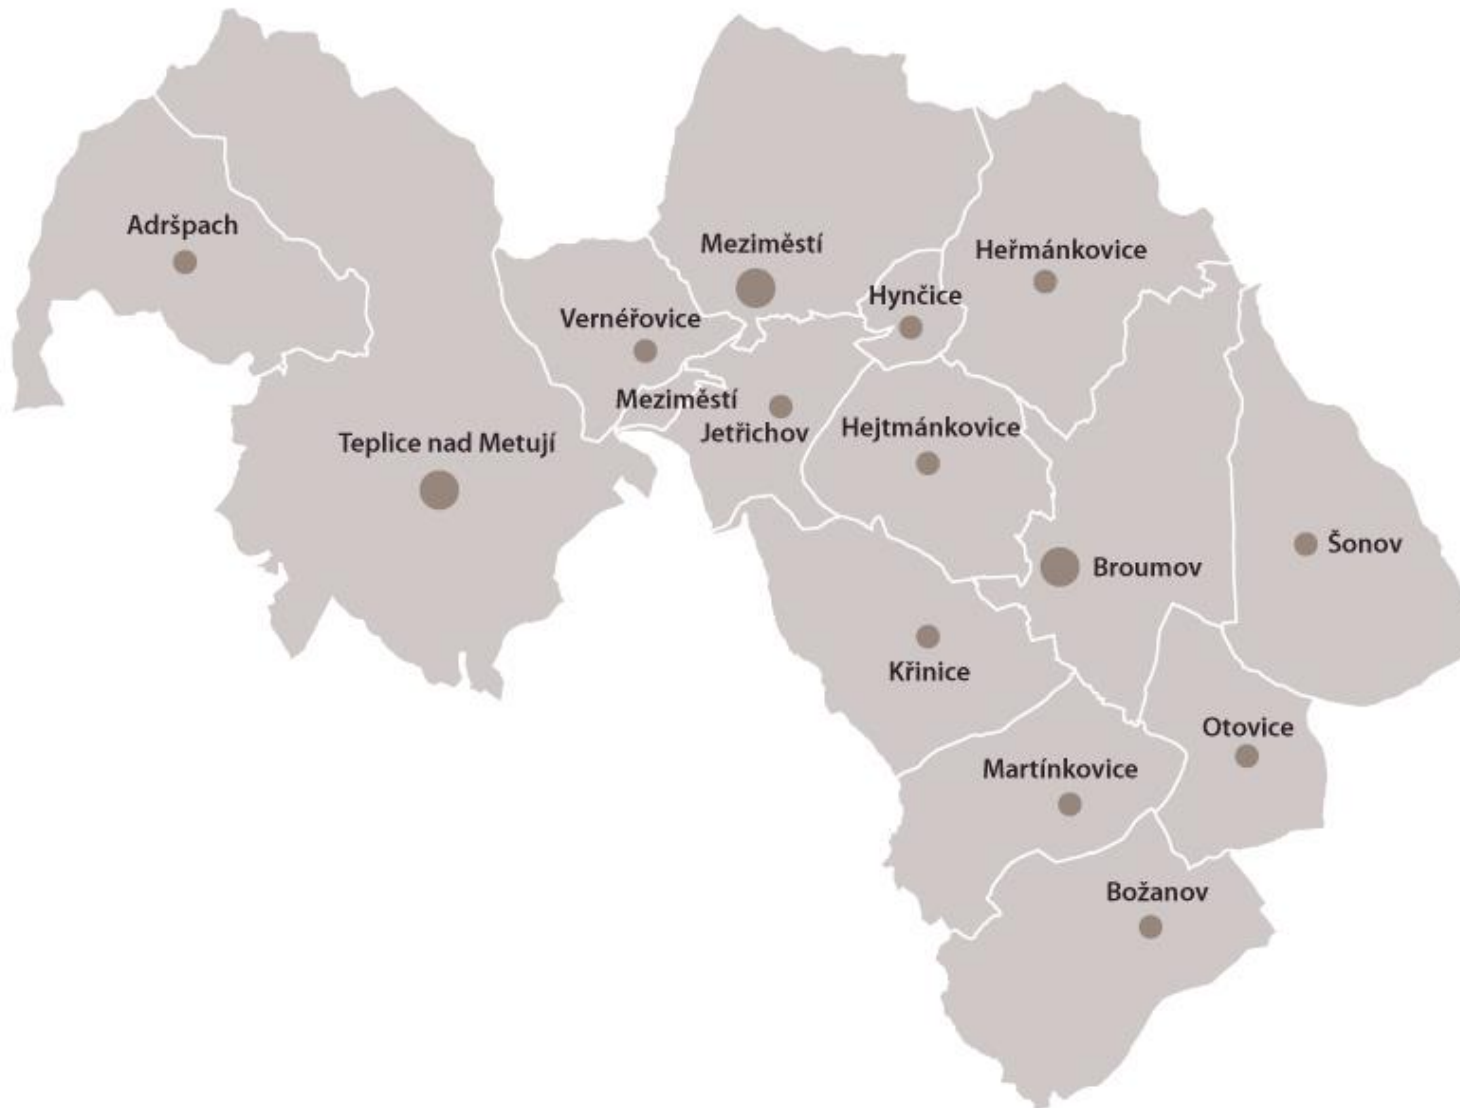 Adršpach
Meziměstí
Heřmánkovice
Hynčice
Vernéřovice
Meziměstí
Jetřichov
Hejtmánkovice
Teplice nad Metují
Šonov
Broumov
Křinice
Otovice
Martínkovice
Božanov